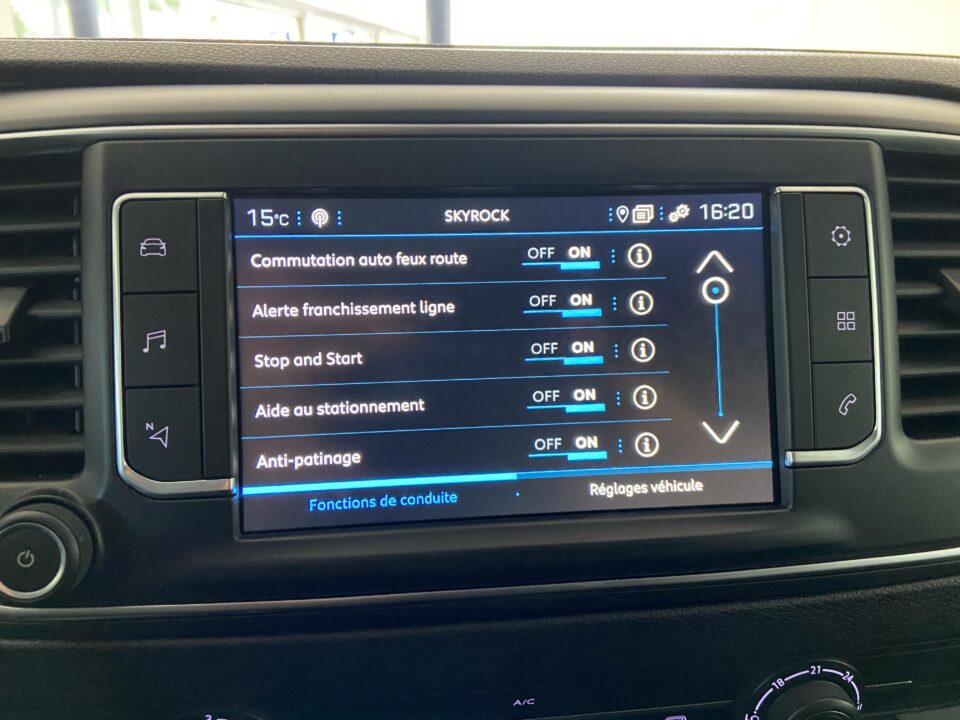 15°C SKYROCK 16:20
Commutation auto feux route OFF ON
Alerte franchissement ligne OFF ON
Stop and Start OFF ON
Aide au stationnement OFF ON
Anti-patinage OFF ON
Fonctions de conduite Réglages véhicule
N
A/C
18 21 24